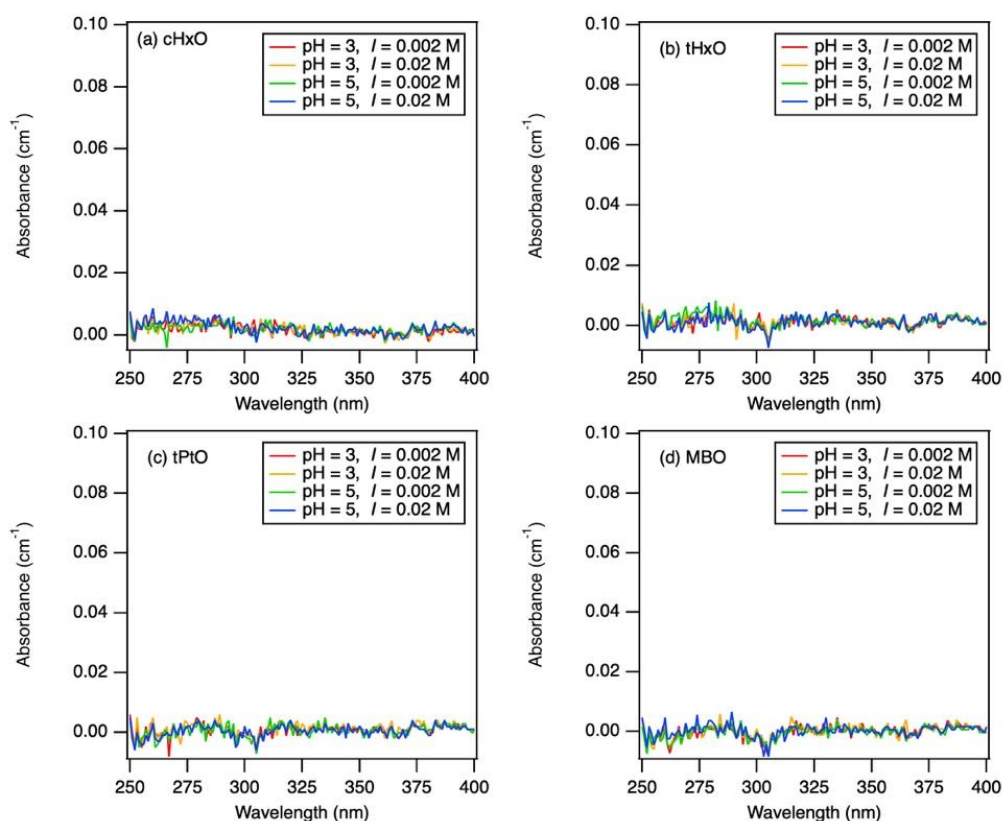 (a) cHxO
pH = 3, I = 0.002 M
pH = 3, I = 0.02 M
pH = 5, I = 0.002 M
pH = 5, I = 0.02 M
Absorbance (cm⁻¹)
0.10
0.08
0.06
0.04
0.02
0.00
250 275 300 325 350 375 400
Wavelength (nm)
(b) tHxO
pH = 3, I = 0.002 M
pH = 3, I = 0.02 M
pH = 5, I = 0.002 M
pH = 5, I = 0.02 M
Absorbance (cm⁻¹)
0.10
0.08
0.06
0.04
0.02
0.00
250 275 300 325 350 375 400
Wavelength (nm)
(c) tPtO
pH = 3, I = 0.002 M
pH = 3, I = 0.02 M
pH = 5, I = 0.002 M
pH = 5, I = 0.02 M
Absorbance (cm⁻¹)
0.10
0.08
0.06
0.04
0.02
0.00
250 275 300 325 350 375 400
Wavelength (nm)
(d) MBO
pH = 3, I = 0.002 M
pH = 3, I = 0.02 M
pH = 5, I = 0.002 M
pH = 5, I = 0.02 M
Absorbance (cm⁻¹)
0.10
0.08
0.06
0.04
0.02
0.00
250 275 300 325 350 375 400
Wavelength (nm)